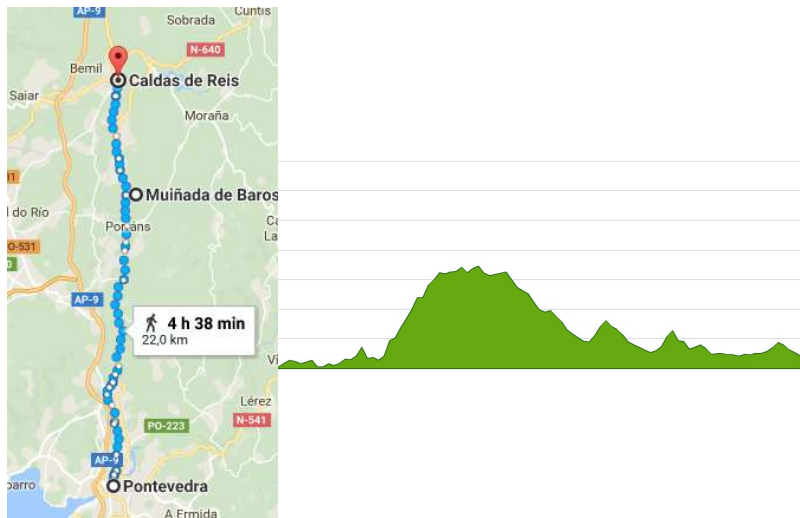 AP-9
Cuntis
Sobrada
N-640
Bemil
Caldas de Reis
Saiar
Moraña
Muiñada de Baros
l do Río
PO-531
AP-9
4 h 38 min
22,0 km
Lérez
PO-223
N-541
AP-9
Pontevedra
A Ermida